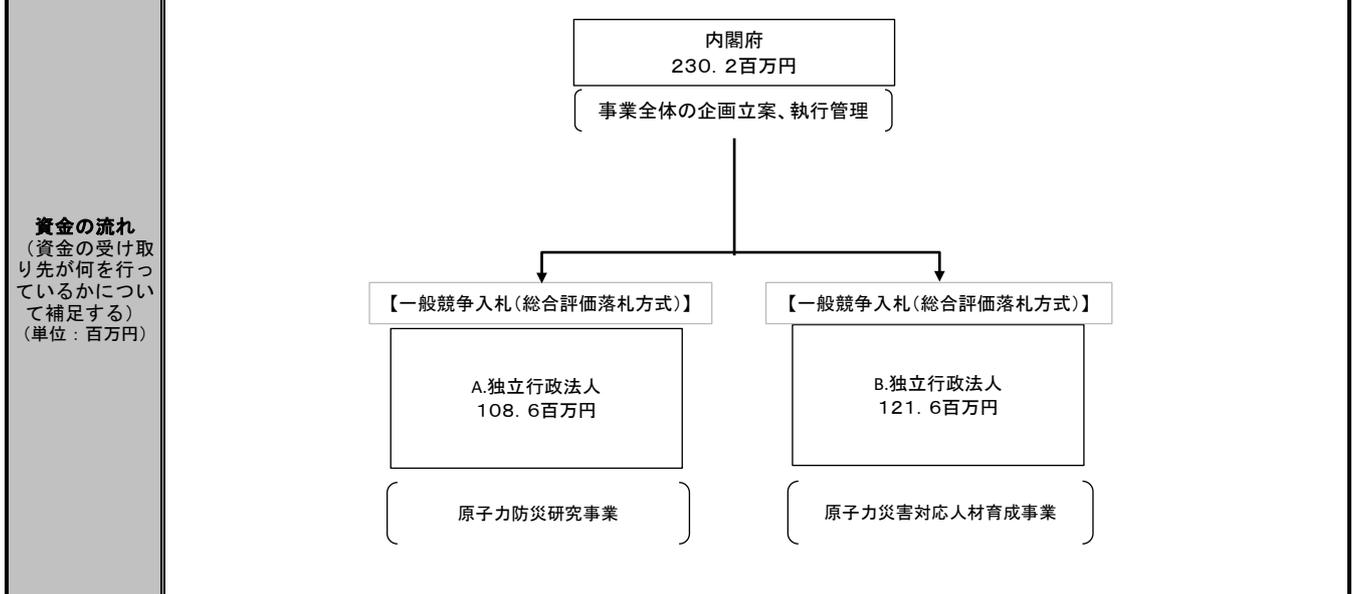 資金の流れ
（資金の受け取
り先が何を行っ
ているかについ
て補足する）
（単位：百万円）
内閣府
２３０．２百万円
事業全体の企画立案、執行管理
【一般競争入札（総合評価落札方式）】
A.独立行政法人
１０８．６百万円
原子力防災研究事業
【一般競争入札（総合評価落札方式）】
B.独立行政法人
１２１．６百万円
原子力災害対応人材育成事業